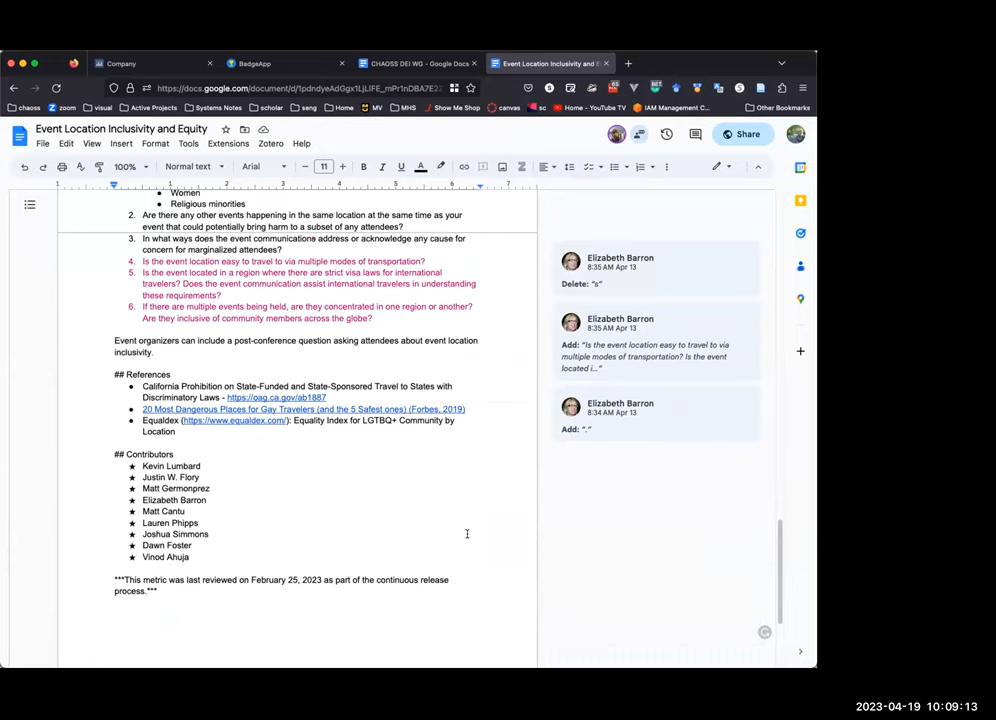 Company
BadgeApp
CHAOSS DEI WG - Google Docs
Event Location Inclusivity and E
https://docs.google.com/document/d/1pdndyeAdGgx1LjLIFE_mPr1nDBA7E2
chaoss zoom visual Active Projects Systems Notes scholar seng Home MV MHS Show Me Shop canvas sc Home - YouTube TV IAM Management C... Other Bookmarks
Event Location Inclusivity and Equity
File Edit View Insert Format Tools Extensions Zotero Help
Share
100% Normal text Arial 11 B I U A
1 1 2 3 4 5 6 7
Women
Religious minorities
2. Are there any other events happening in the same location at the same time as your
event that could potentially bring harm to a subset of any attendees?
3. In what ways does the event communications address or acknowledge any cause for
concern for marginalized attendees?
4. Is the event location easy to travel to via multiple modes of transportation?
5. Is the event located in a region where there are strict visa laws for international
travelers? Does the event communication assist international travelers in understanding
these requirements?
6. If there are multiple events being held, are they concentrated in one region or another?
Are they inclusive of community members across the globe?
Event organizers can include a post-conference question asking attendees about event location
inclusivity.
## References
California Prohibition on State-Funded and State-Sponsored Travel to States with
Discriminatory Laws - https://oag.ca.gov/ab1887
20 Most Dangerous Places for Gay Travelers (and the 5 Safest ones) (Forbes, 2019)
Equaldex (https://www.equaldex.com/): Equality Index for LGTBQ+ Community by
Location
## Contributors
★ Kevin Lumbard
★ Justin W. Flory
★ Matt Germonprez
★ Elizabeth Barron
★ Matt Cantu
★ Lauren Phipps
★ Joshua Simmons
★ Dawn Foster
★ Vinod Ahuja
***This metric was last reviewed on February 25, 2023 as part of the continuous release
process.***
Elizabeth Barron
8:35 AM Apr 13
Delete: "s"
Elizabeth Barron
8:35 AM Apr 13
Add: "Is the event location easy to travel to via
multiple modes of transportation? Is the event
located i..."
Elizabeth Barron
8:34 AM Apr 13
Add: "."
2023-04-19 10:09:13